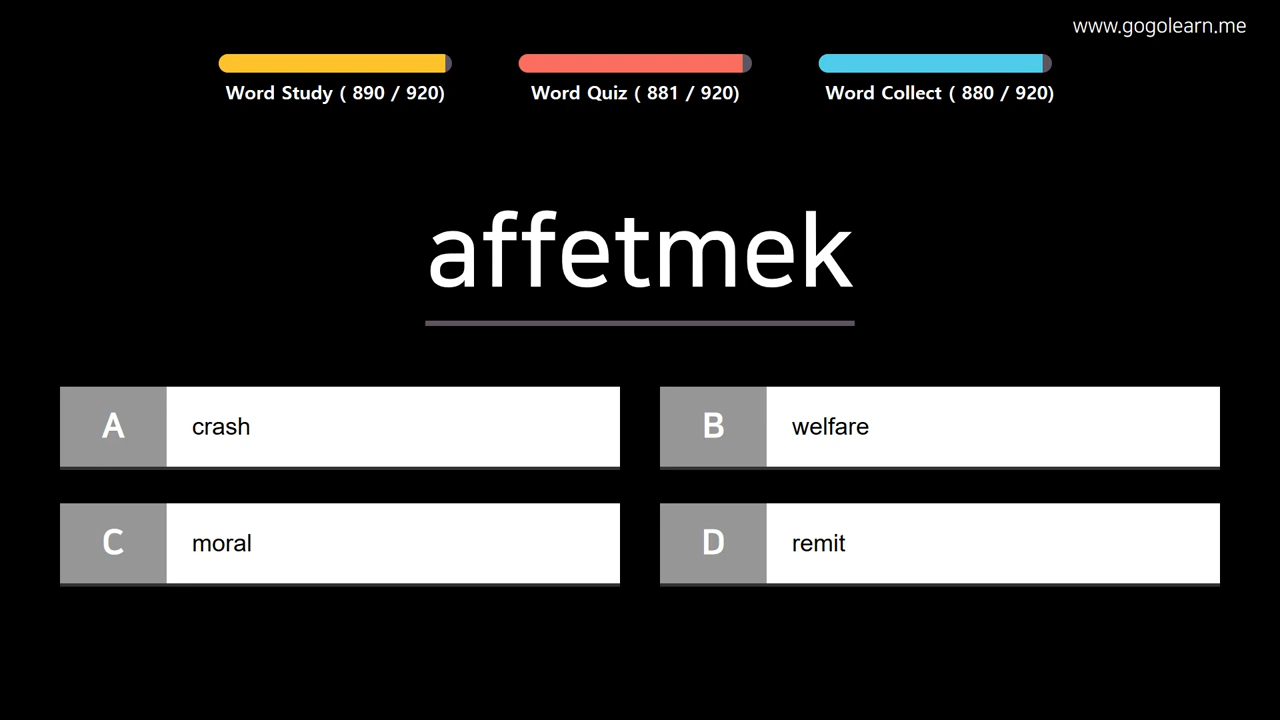 www.gogolearn.me
Word Study ( 890 / 920)
Word Quiz ( 881 / 920)
Word Collect ( 880 / 920)
affetmek
A crash
B welfare
C moral
D remit